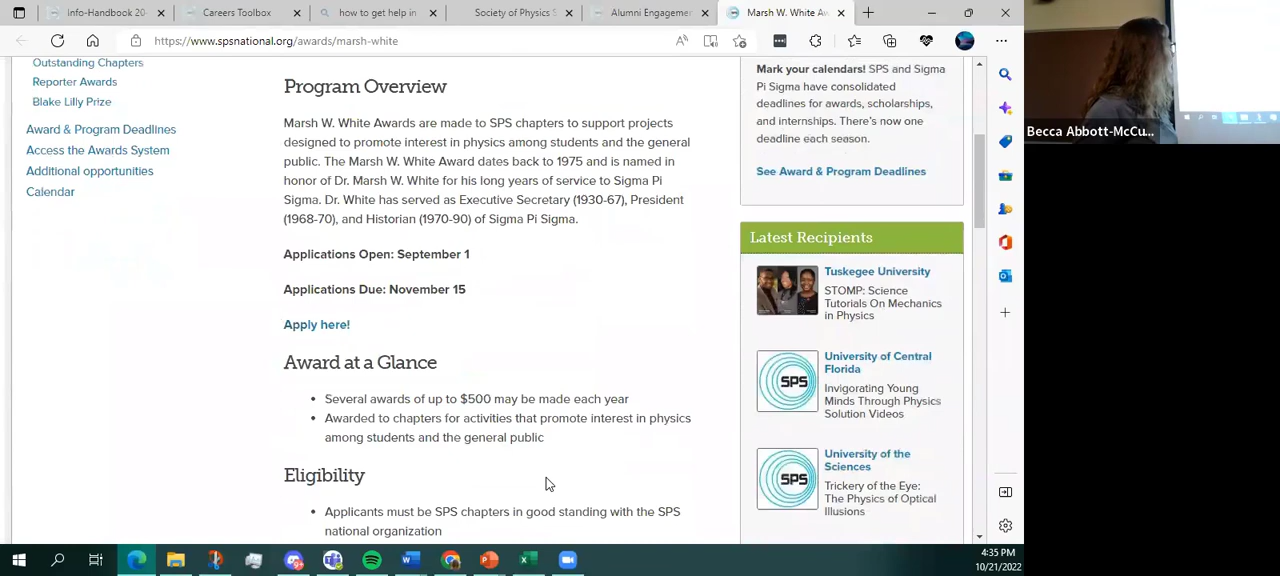 Info-Handbook 20-
Careers Toolbox
how to get help in
Society of Physics S
Alumni Engagemen
Marsh W. White Aw
https://www.spsnational.org/awards/marsh-white
Outstanding Chapters
Reporter Awards
Blake Lilly Prize
Award & Program Deadlines
Access the Awards System
Additional opportunities
Calendar
Program Overview
Marsh W. White Awards are made to SPS chapters to support projects
designed to promote interest in physics among students and the general
public. The Marsh W. White Award dates back to 1975 and is named in
honor of Dr. Marsh W. White for his long years of service to Sigma Pi
Sigma. Dr. White has served as Executive Secretary (1930-67), President
(1968-70), and Historian (1970-90) of Sigma Pi Sigma.
Applications Open: September 1
Applications Due: November 15
Apply here!
Award at a Glance
• Several awards of up to $500 may be made each year
• Awarded to chapters for activities that promote interest in physics
among students and the general public
Eligibility
• Applicants must be SPS chapters in good standing with the SPS
national organization
Mark your calendars! SPS and Sigma
Pi Sigma have consolidated
deadlines for awards, scholarships,
and internships. There's now one
deadline each season.
See Award & Program Deadlines
Latest Recipients
Tuskegee University
STOMP: Science
Tutorials On Mechanics
in Physics
SPS
University of Central
Florida
Invigorating Young
Minds Through Physics
Solution Videos
SPS
University of the
Sciences
Trickery of the Eye:
The Physics of Optical
Illusions
Becca Abbott-McCu...
4:35 PM
10/21/2022